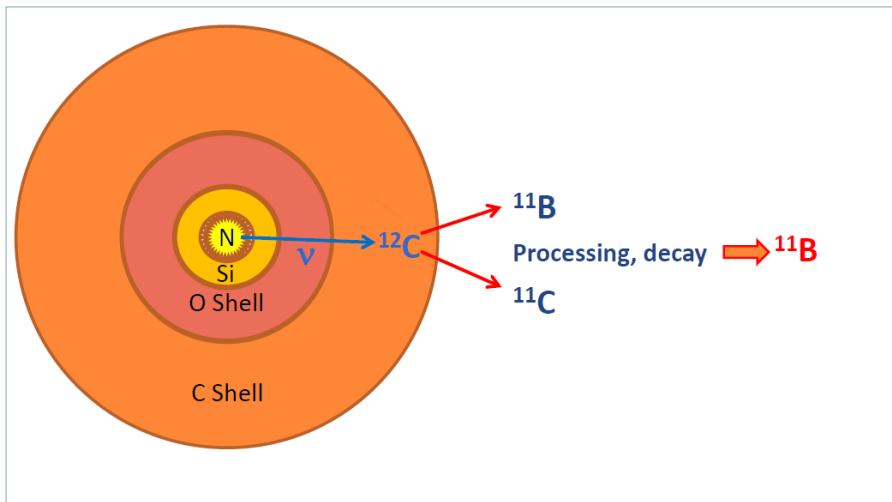 N
ν
Si
O Shell
C Shell
¹²C
¹¹B
Processing, decay
¹¹B
¹¹C